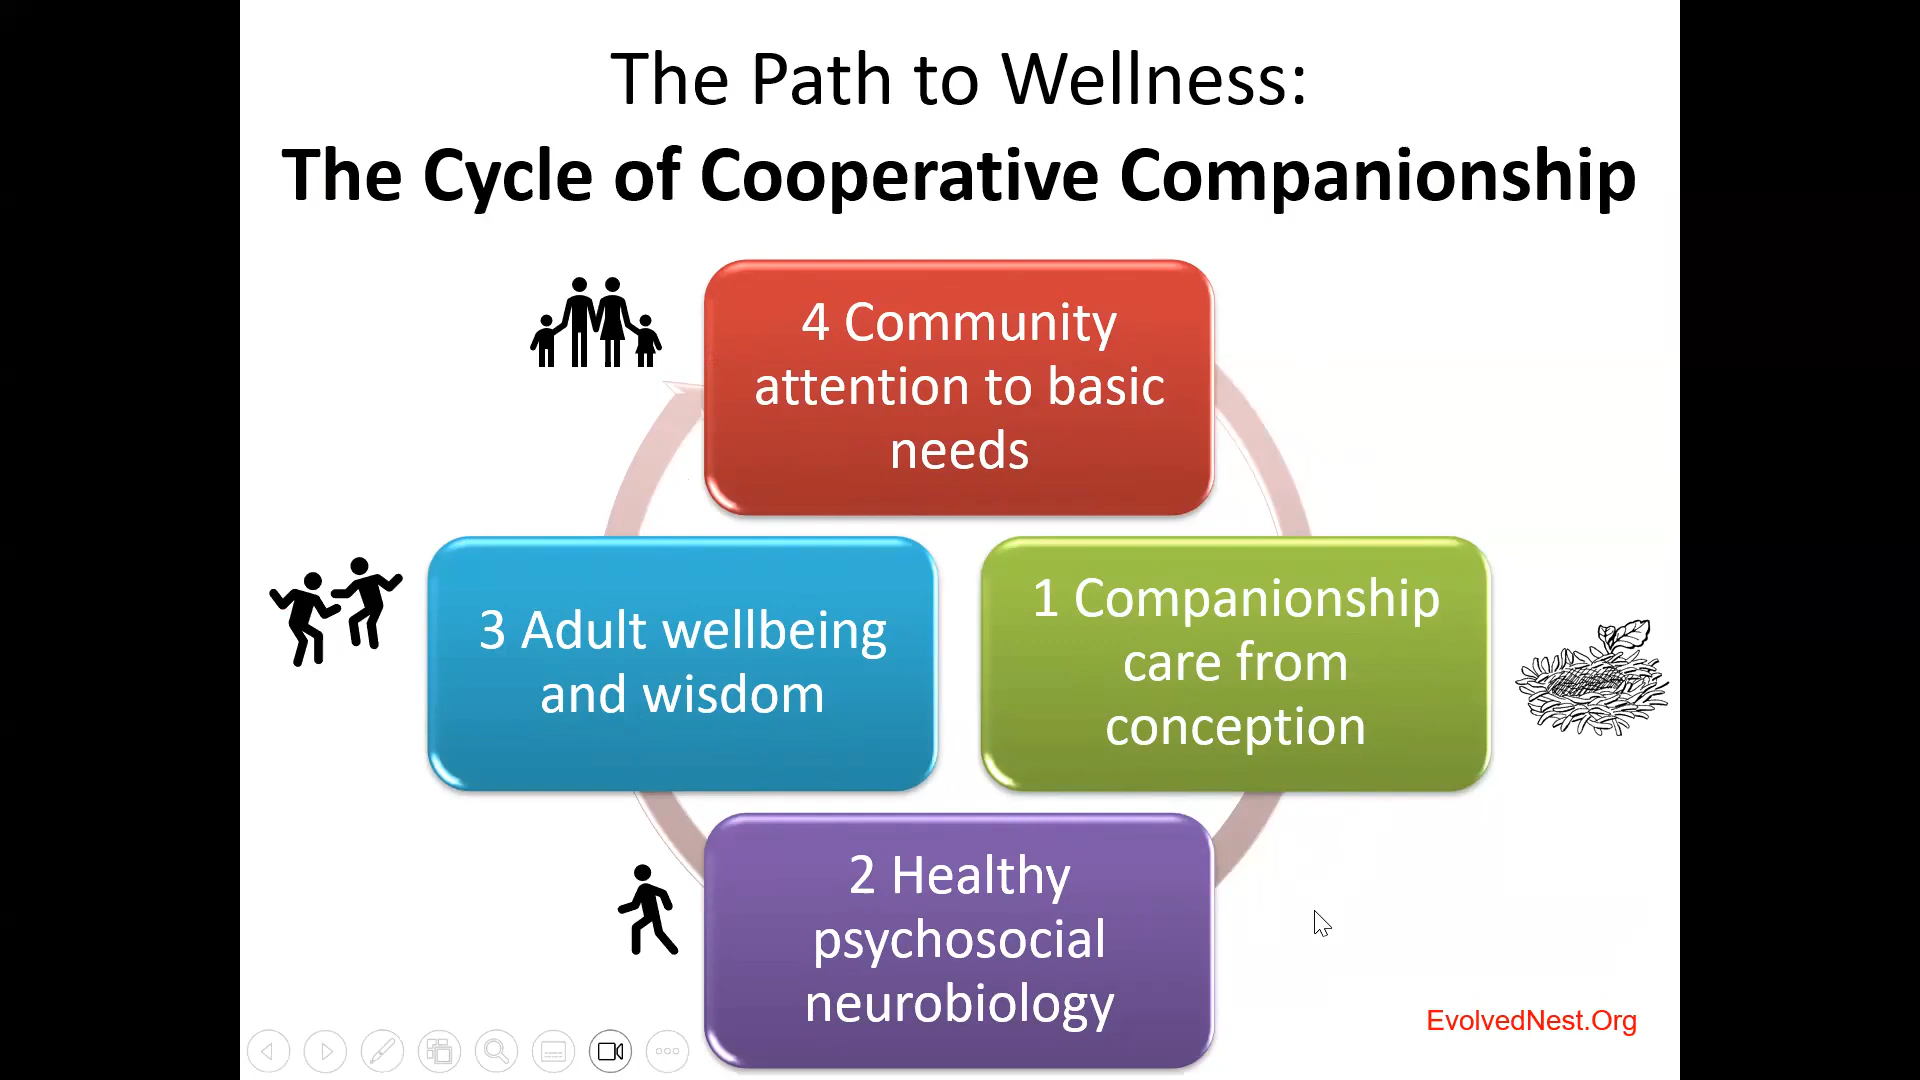 The Path to Wellness:
The Cycle of Cooperative Companionship
4 Community
attention to basic
needs
3 Adult wellbeing
and wisdom
1 Companionship
care from
conception
2 Healthy
psychosocial
neurobiology
EvolvedNest.Org